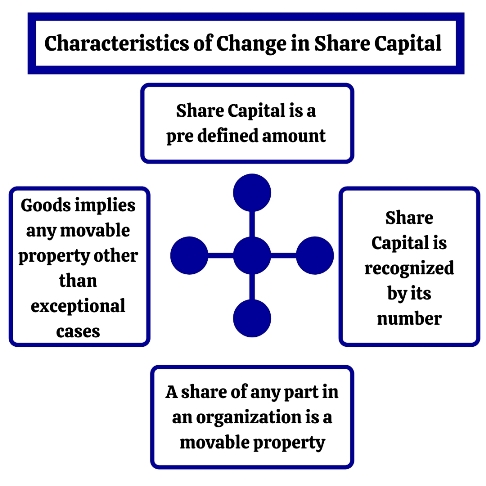 Characteristics of Change in Share Capital
Share Capital is a
pre defined amount
Goods implies
any movable
property other
than
exceptional
cases
Share
Capital is
recognized
by its
number
A share of any part in
an organization is a
movable property